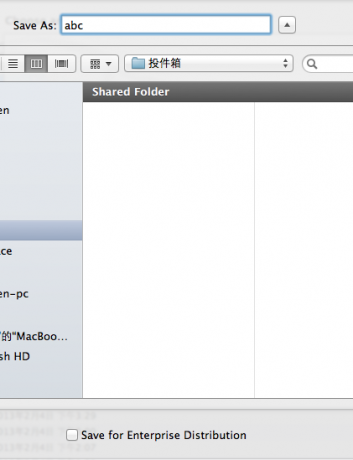 Save As: abc
投件箱
Shared Folder
en
ce
en-pc
的"MacBoo...
sh HD
Save for Enterprise Distribution